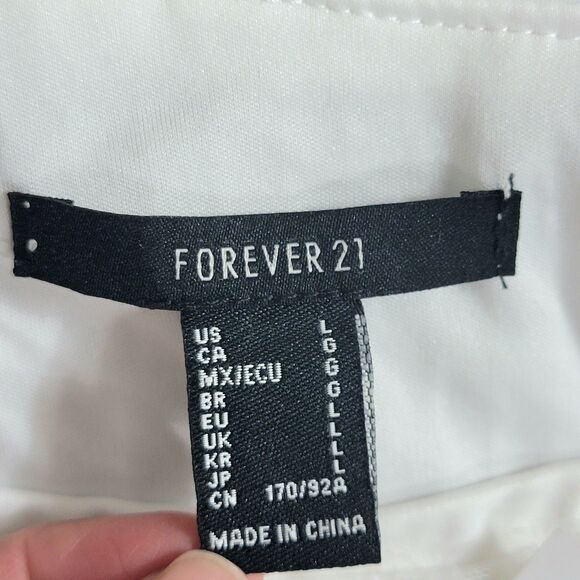 FOREVER 21
US L
CA G
MX/ECU G
BR G
EU L
UK L
KR L
JP L
CN 170/92A
MADE IN CHINA